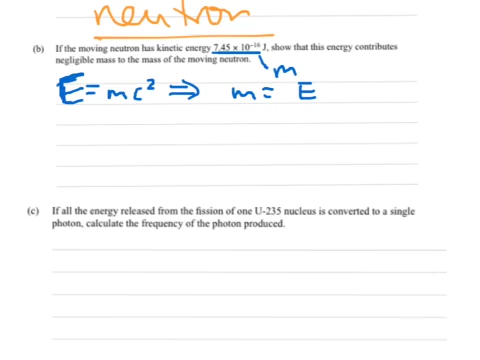 neutron
(b) If the moving neutron has kinetic energy 7.45 × 10⁻¹⁶ J, show that this energy contributes
negligible mass to the mass of the moving neutron.
m
E = mc² ⇒ m = E
(c) If all the energy released from the fission of one U-235 nucleus is converted to a single
photon, calculate the frequency of the photon produced.